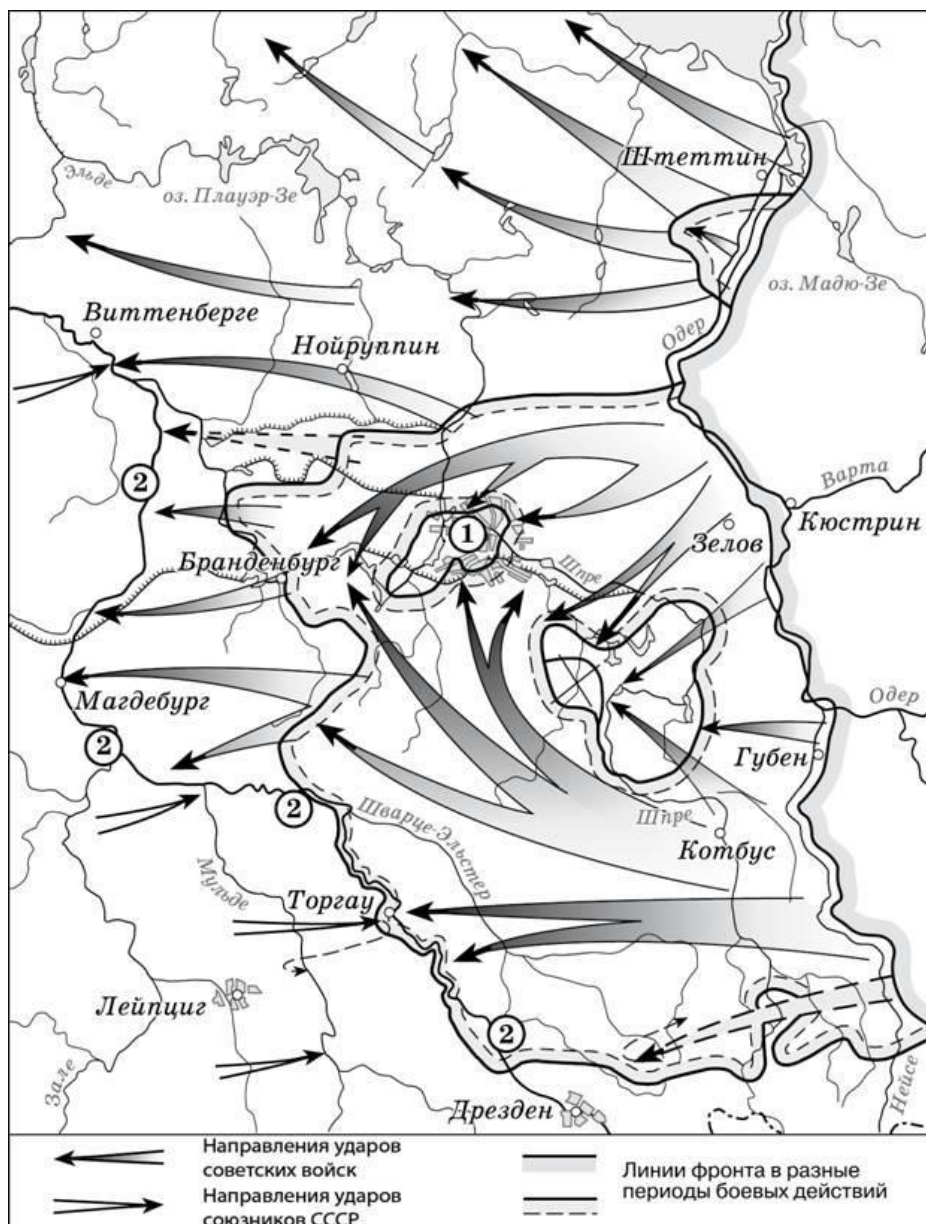 Штеттин
Эльде
оз. Плауэр-Зе
оз. Мадю-Зе
Виттенберге
Одер
Нойруппин
Варта
2
Кюстрин
1
Зелов
Бранденбург
Шпре
Магдебург
Одер
2
Губен
2
Шварце-Эльстер
Шпре
Котбус
Мульде
Торгау
Лейпциг
2
Зале
Дрезден
Нейсе
Направления ударов
советских войск
Направления ударов
союзников СССР
Линии фронта в разные
периоды боевых действий